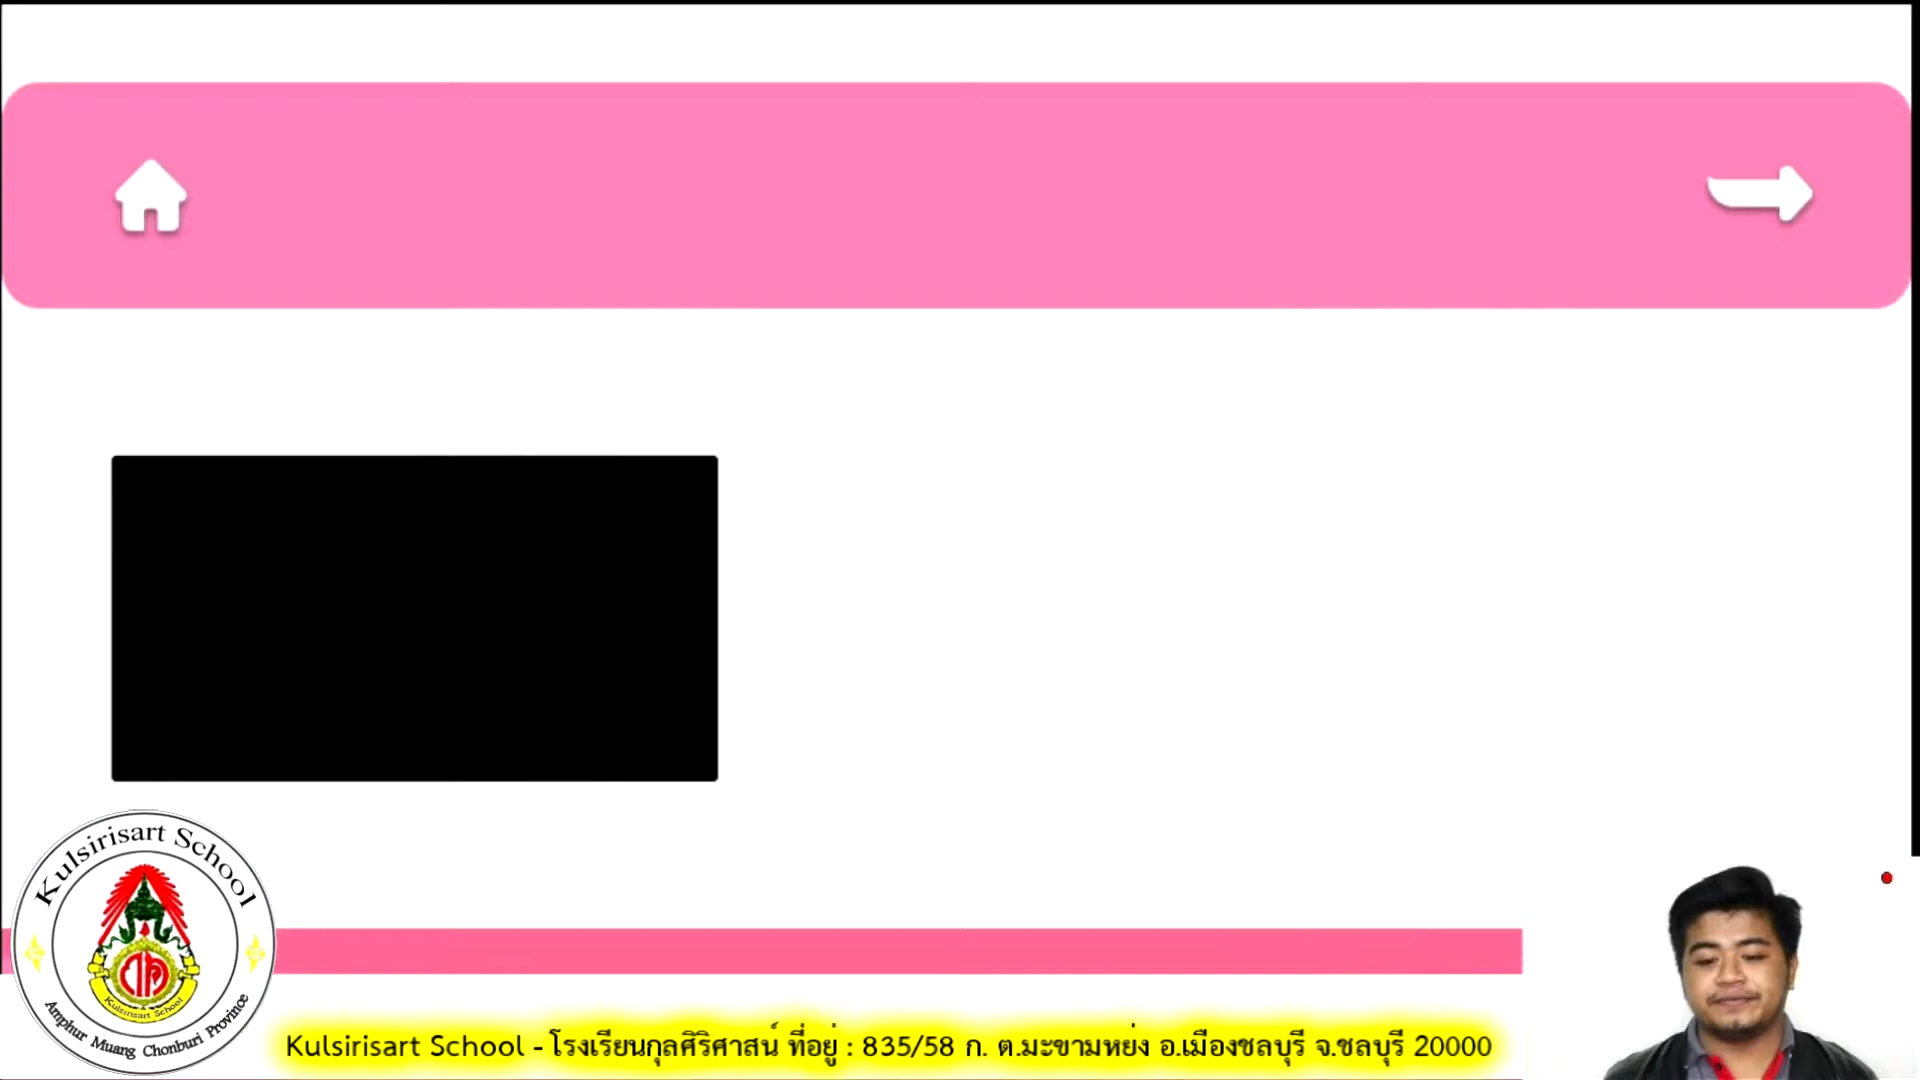 Kulsirisart School
Kulsirisart School
Amphur Muang Chonburi Province
Kulsirisart School - โรงเรียนกุลศิริศาสน์ ที่อยู่ : 835/58 ก. ต.มะขามหย่ง อ.เมืองชลบุรี จ.ชลบุรี 20000